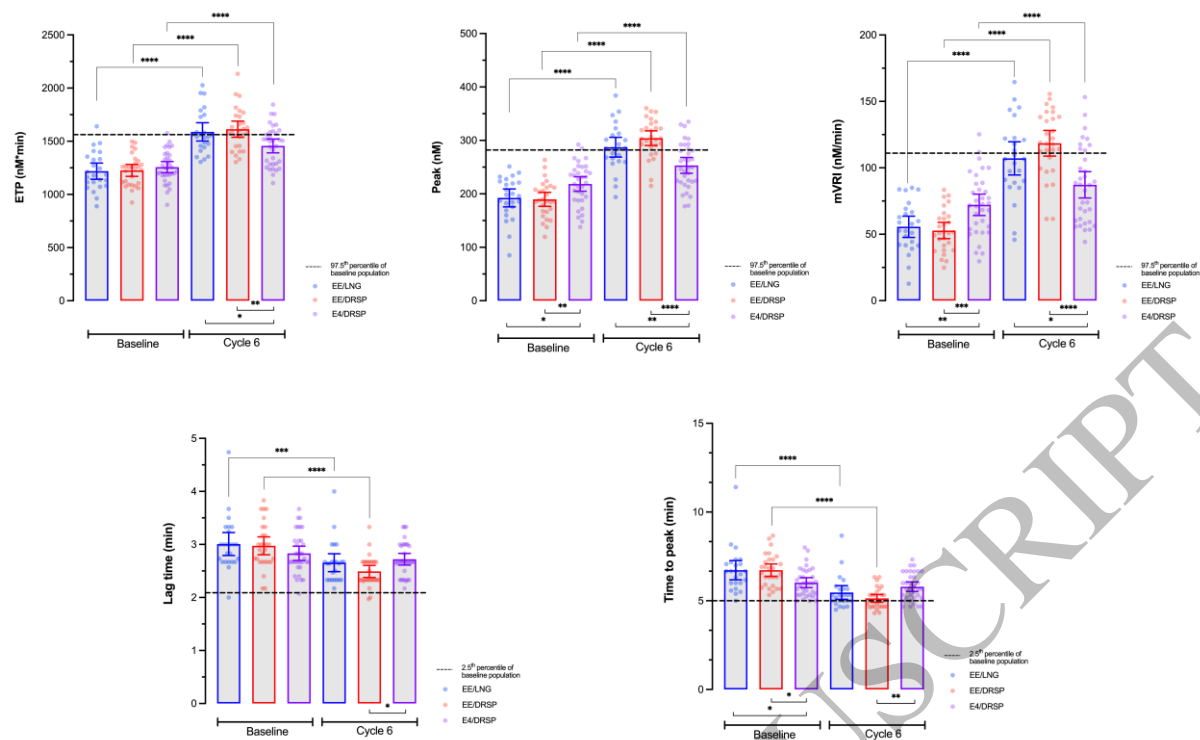 ****
****
****
2500
2000
1500
1000
500
0
ETP (nM*min)
97.5th percentile of
baseline population
EE/LNG
EE/DRSP
E4/DRSP
**
*
Baseline
Cycle 6
****
****
****
500
400
300
200
100
0
Peak (nM)
97.5th percentile of
baseline population
EE/LNG
EE/DRSP
E4/DRSP
**
*
****
**
Baseline
Cycle 6
****
****
****
200
150
100
50
0
mVRI (nM/min)
97.5th percentile of
baseline population
EE/LNG
EE/DRSP
E4/DRSP
***
**
****
*
Baseline
Cycle 6
***
****
5
4
3
2
1
0
Lag time (min)
2.5th percentile of
baseline population
EE/LNG
EE/DRSP
E4/DRSP
*
Baseline
Cycle 6
****
****
15
10
5
0
Time to peak (min)
2.5th percentile of
baseline population
EE/LNG
EE/DRSP
E4/DRSP
*
*
**
Baseline
Cycle 6
USCRIPT